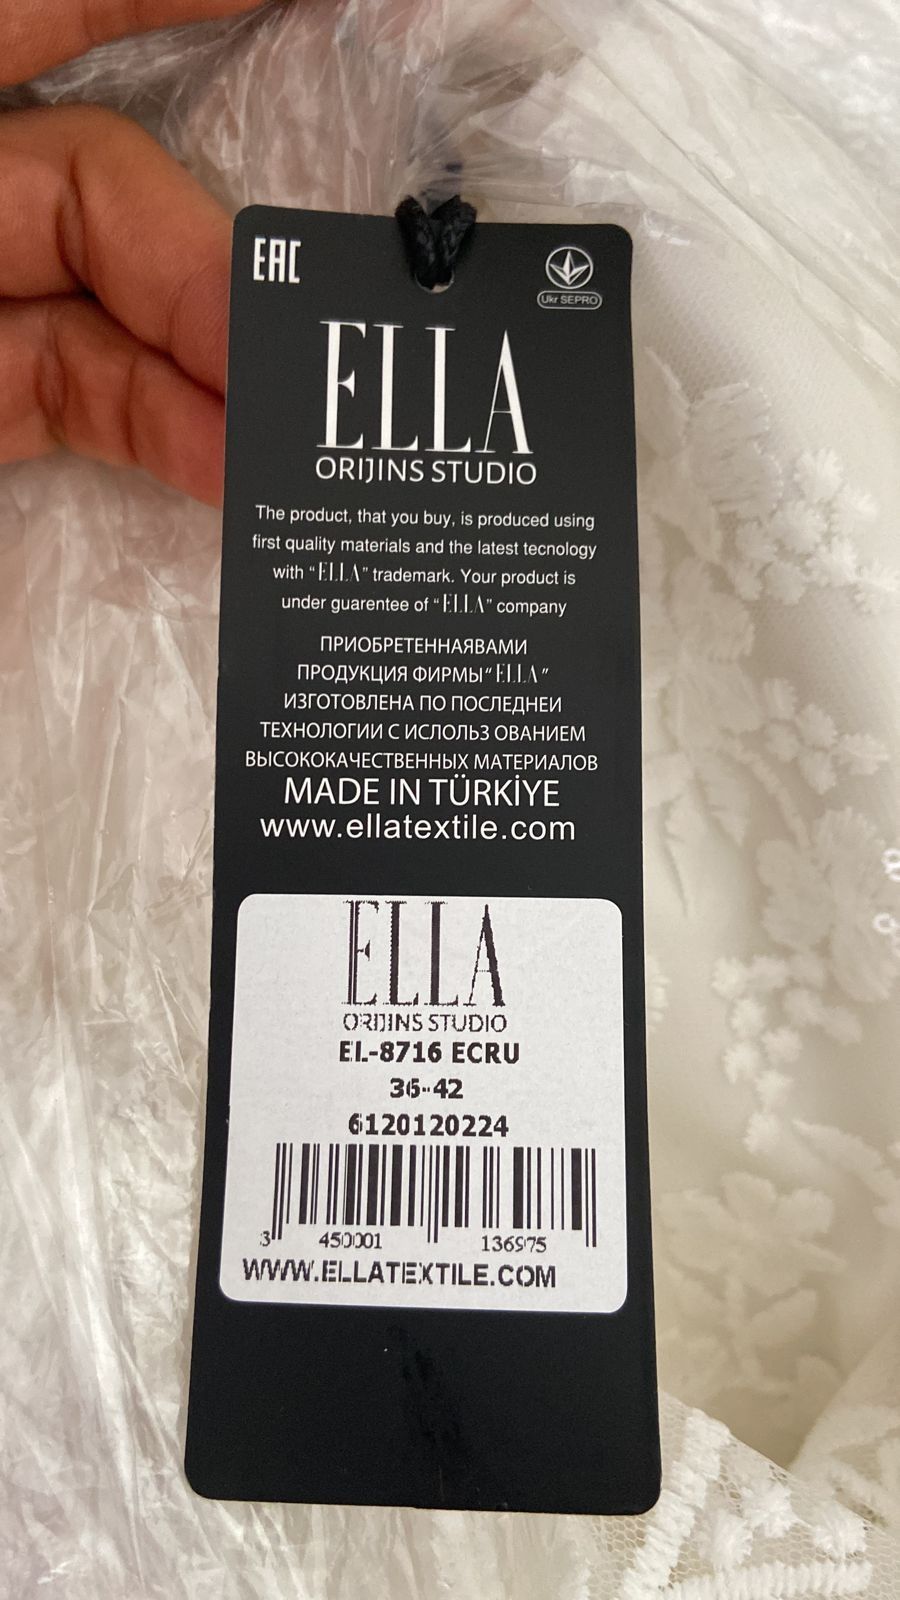 EAC
Ukr SEPRO
ELLA
ORIJINS STUDIO
The product, that you buy, is produced using
first quality materials and the latest tecnology
with “ELLA” trademark. Your product is
under guarentee of “ELLA” company
ПРИОБРЕТЕННАЯВАМИ
ПРОДУКЦИЯ ФИРМЫ“ELLA”
ИЗГОТОВЛЕНА ПО ПОСЛЕДНЕИ
ТЕХНОЛОГИИ С ИСПОЛЬЗ ОВАНИЕМ
ВЫСОКОКАЧЕСТВЕННЫХ МАТЕРИАЛОВ
MADE IN TÜRKİYE
www.ellatextile.com
ELLA
ORIJINS STUDIO
EL-8716 ECRU
36-42
6120120224
3 450001 136975
WWW.ELLATEXTILE.COM